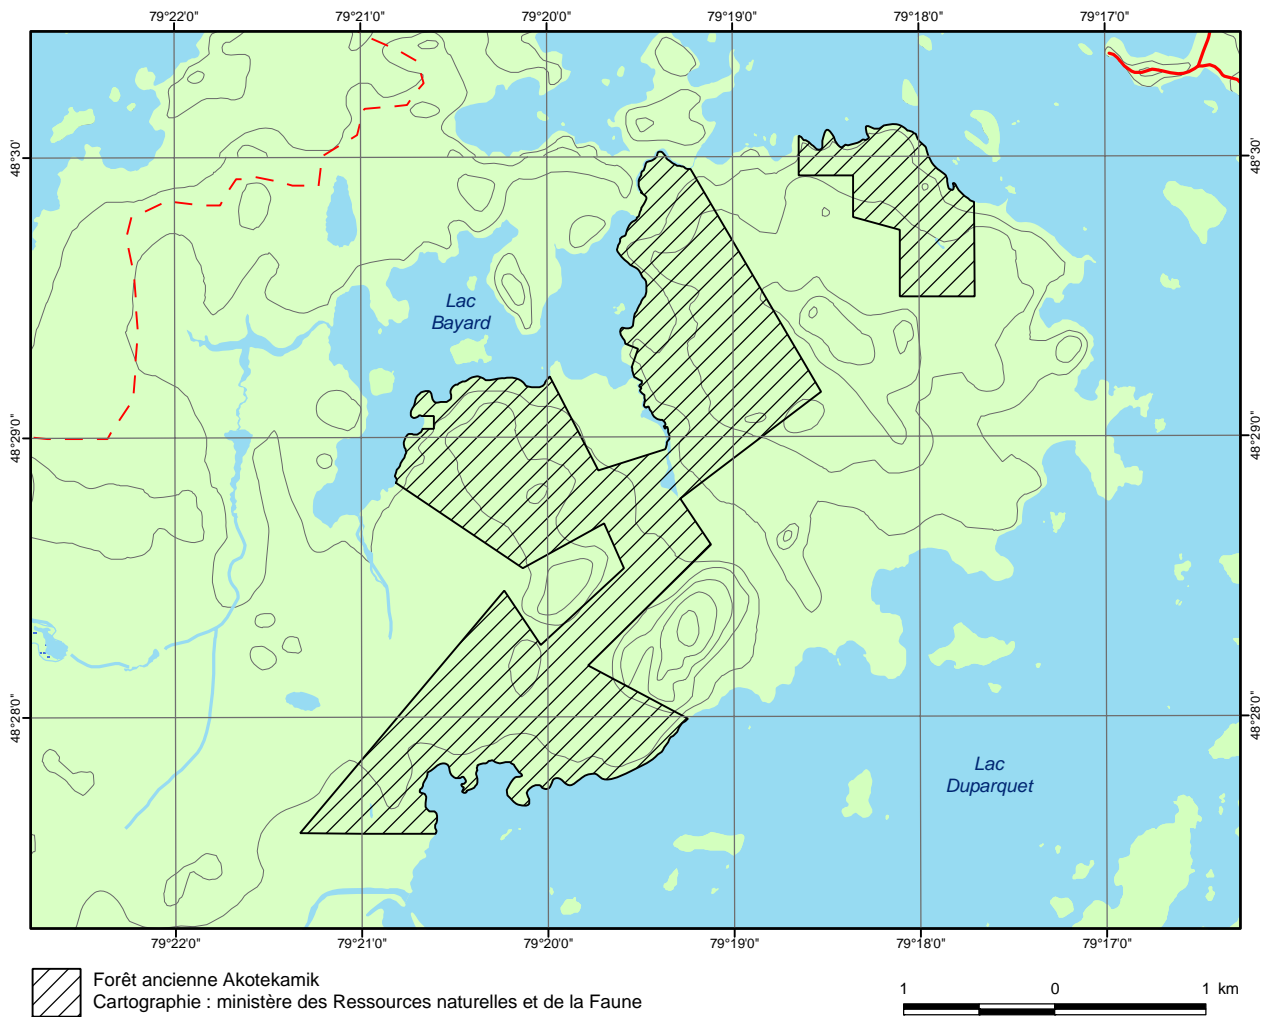 79°22'0" 79°21'0" 79°20'0" 79°19'0" 79°18'0" 79°17'0"
48°30' 48°30'
Lac
Bayard
48°29'0" 48°29'0"
48°28'0" 48°28'0"
Lac
Duparquet
79°22'0" 79°21'0" 79°20'0" 79°19'0" 79°18'0" 79°17'0"
Forêt ancienne Akotekamik
Cartographie : ministère des Ressources naturelles et de la Faune
1 0 1 km